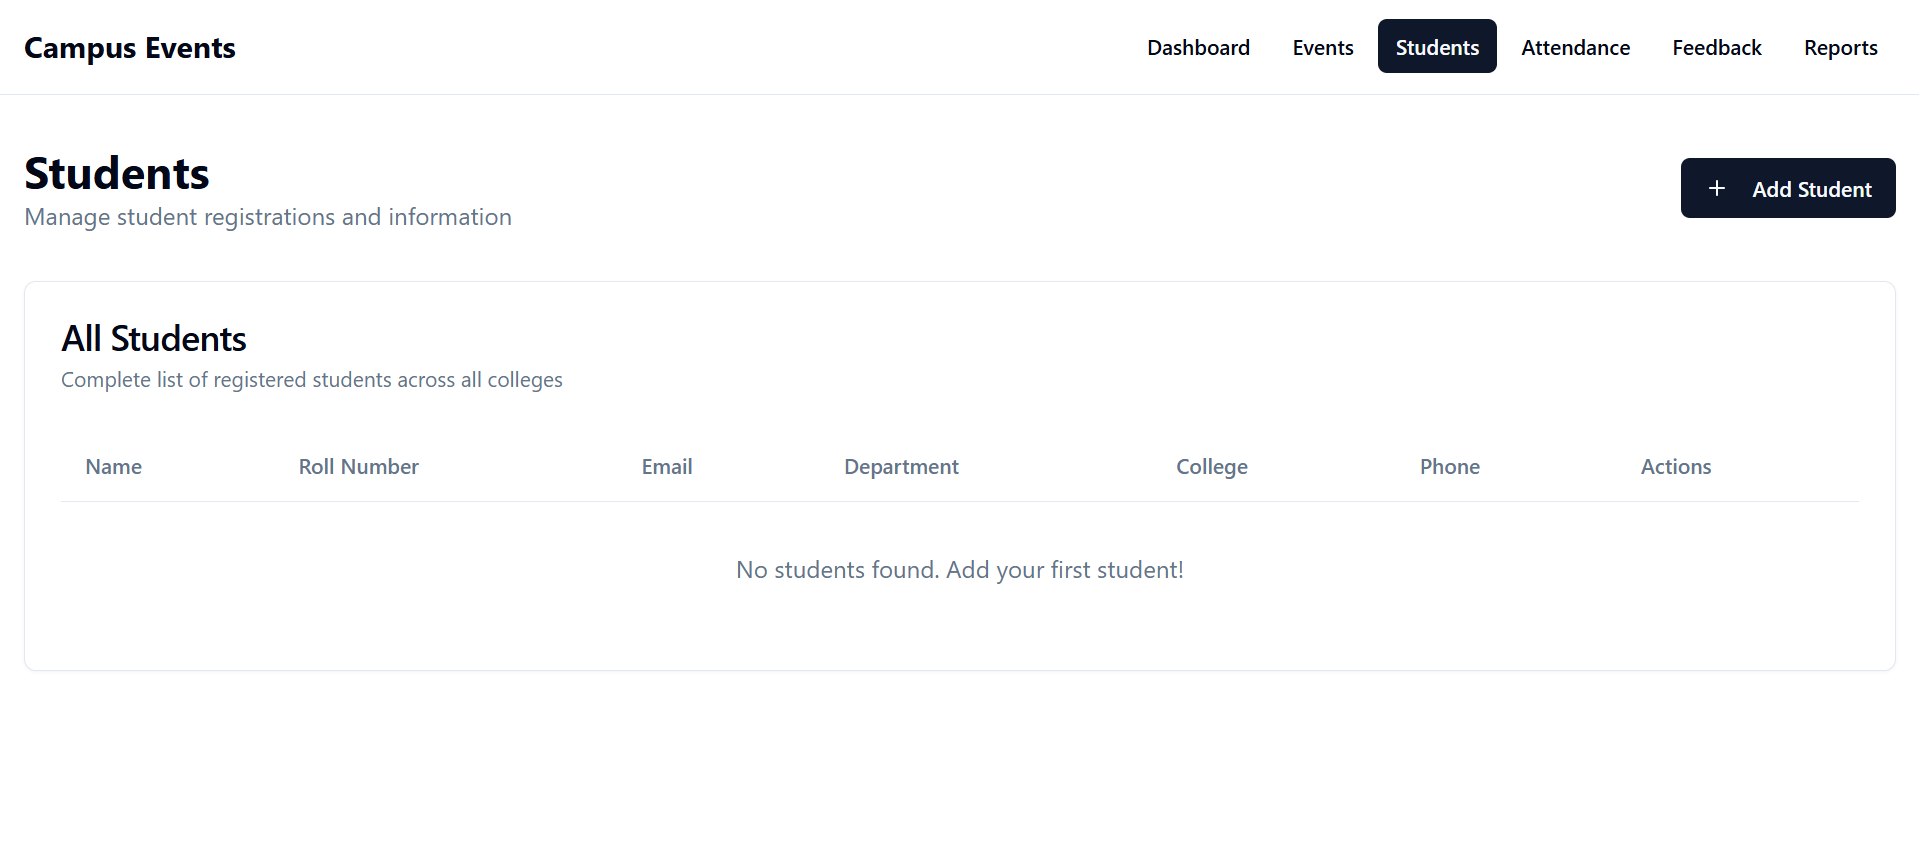 Campus Events Dashboard Events Students Attendance Feedback Reports
Students
Manage student registrations and information
+ Add Student
All Students
Complete list of registered students across all colleges
Name Roll Number Email Department College Phone Actions
No students found. Add your first student!